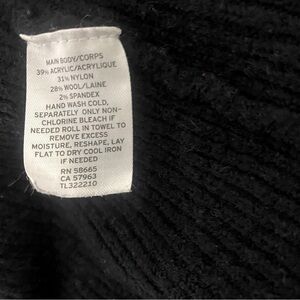 MAIN BODY/CORPS
39% ACRYLIC/ACRYLIQUE
31% NYLON
28% WOOL/LAINE
2% SPANDEX
HAND WASH COLD,
SEPARATELY ONLY NON-
CHLORINE BLEACH IF
NEEDED ROLL IN TOWEL TO
REMOVE EXCESS
MOISTURE, RESHAPE, LAY
FLAT TO DRY COOL IRON
IF NEEDED
RN 58665
CA 57963
TL322210